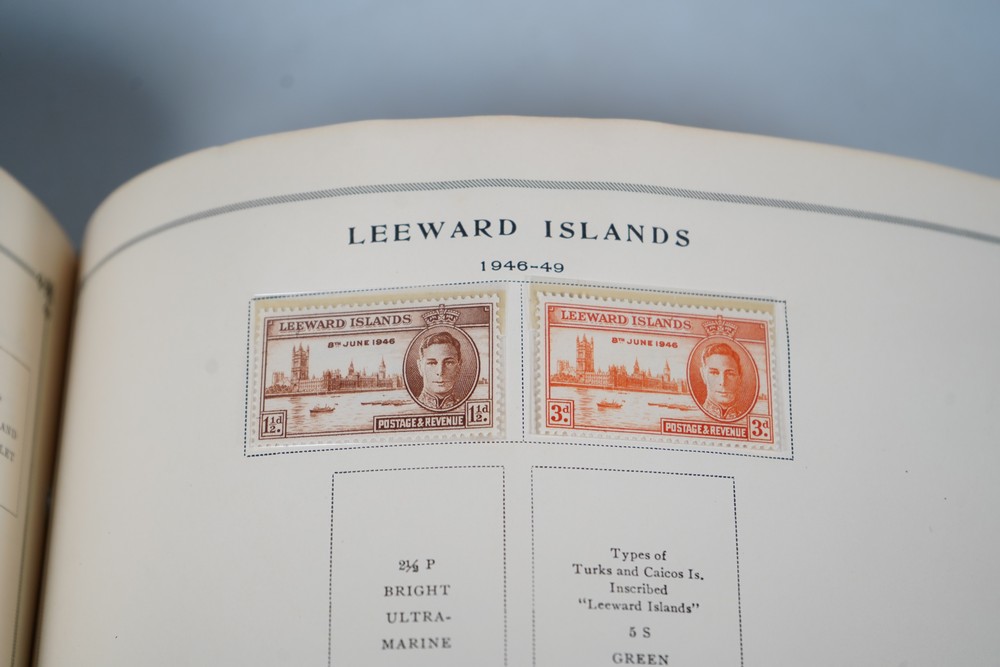 LEEWARD ISLANDS
1946-49
LEEWARD ISLANDS
8TH JUNE 1946
1½d.
1½d.
POSTAGE & REVENUE
LEEWARD ISLANDS
8TH JUNE 1946
3d.
3d.
POSTAGE & REVENUE
2½ P
BRIGHT
ULTRA-
MARINE
Types of
Turks and Caicos Is.
Inscribed
"Leeward Islands"
5 S
GREEN
AND